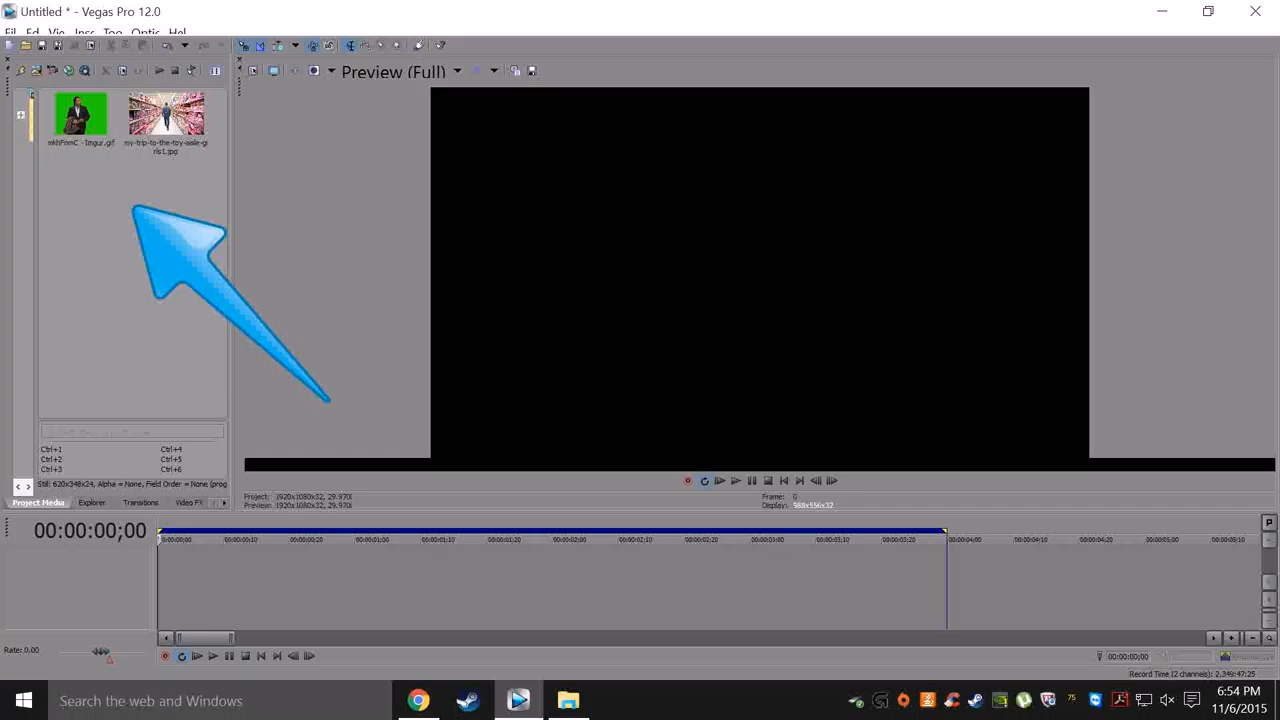 Untitled * - Vegas Pro 12.0
Fil Ed Vie Inse Too Optic Hel
Preview (Full)
mkhFnmC - Imgur.gif
my-trip-to-the-toy-aisle-gi
rls1.jpg
Ctrl+1 Ctrl+4
Ctrl+2 Ctrl+5
Ctrl+3 Ctrl+6
Still: 620x348x24, Alpha = None, Field Order = None (prog
Project Media Explorer Transitions Video FX
Project: 1920x1080x32, 29.970i
Preview: 1920x1080x32, 29.970i
Frame: 0
Display: 988x556x32
00:00:00;00
00:00:00;00 00:00:00;10 00:00:00;20 00:00:01;00 00:00:01;10 00:00:01;20 00:00:02;00 00:00:02;10 00:00:02;20 00:00:03;00 00:00:03;10 00:00:03;20 00:00:04;00 00:00:04;10 00:00:04;20 00:00:05;00 00:00:05;10
Rate: 0.00
00:00:00;00
Record Time (2 channels): 2,349:47:25
Search the web and Windows
75
6:54 PM
11/6/2015